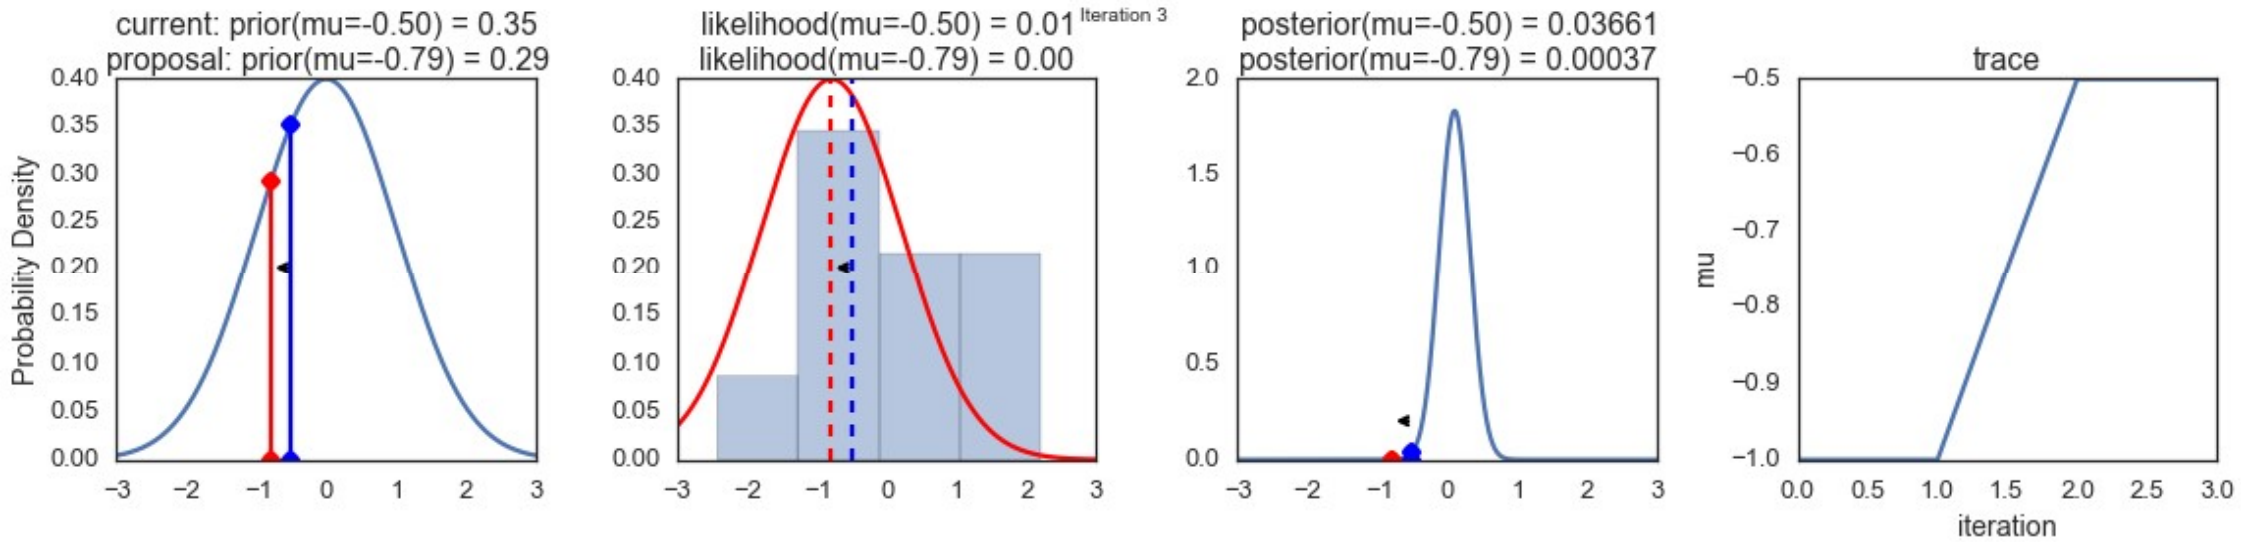 current: prior(mu=-0.50) = 0.35
proposal: prior(mu=-0.79) = 0.29
likelihood(mu=-0.50) = 0.01
likelihood(mu=-0.79) = 0.00
Iteration 3
posterior(mu=-0.50) = 0.03661
posterior(mu=-0.79) = 0.00037
trace
Probability Density
0.40
0.35
0.30
0.25
0.20
0.15
0.10
0.05
0.00
−3 −2 −1 0 1 2 3
0.40
0.35
0.30
0.25
0.20
0.15
0.10
0.05
0.00
−3 −2 −1 0 1 2 3
2.0
1.5
1.0
0.5
0.0
−3 −2 −1 0 1 2 3
mu
−0.5
−0.6
−0.7
−0.8
−0.9
−1.0
0.0 0.5 1.0 1.5 2.0 2.5 3.0
iteration